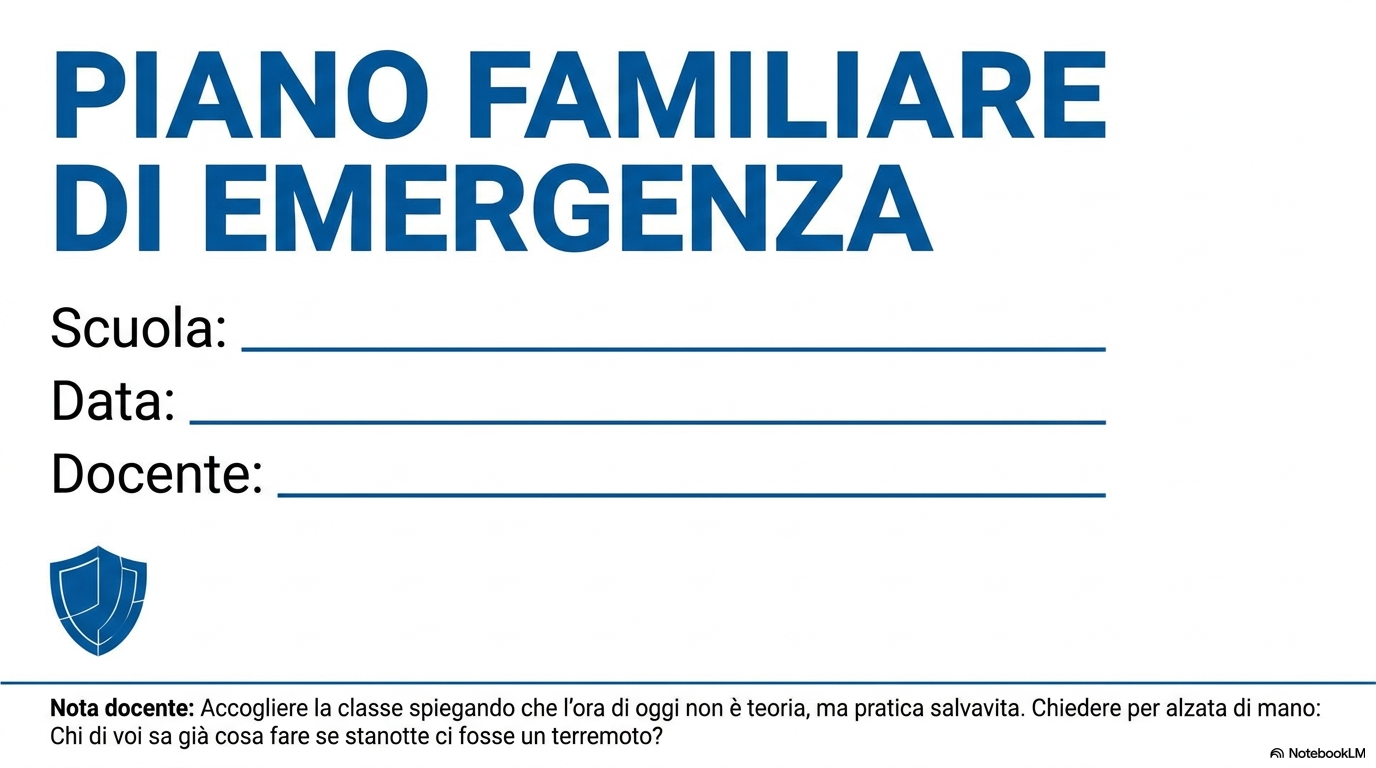 PIANO FAMILIARE
DI EMERGENZA
Scuola:
Data:
Docente:
Nota docente: Accogliere la classe spiegando che l'ora di oggi non è teoria, ma pratica salvavita. Chiedere per alzata di mano:
Chi di voi sa già cosa fare se stanotte ci fosse un terremoto?
NotebookLM